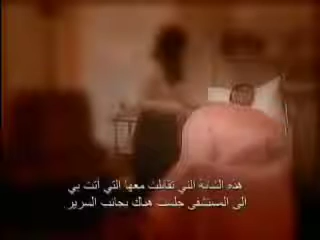 هذه الشابة التي تقابلت معها التي أتت بي
الى المستشفى جلست هناك بجانب السرير